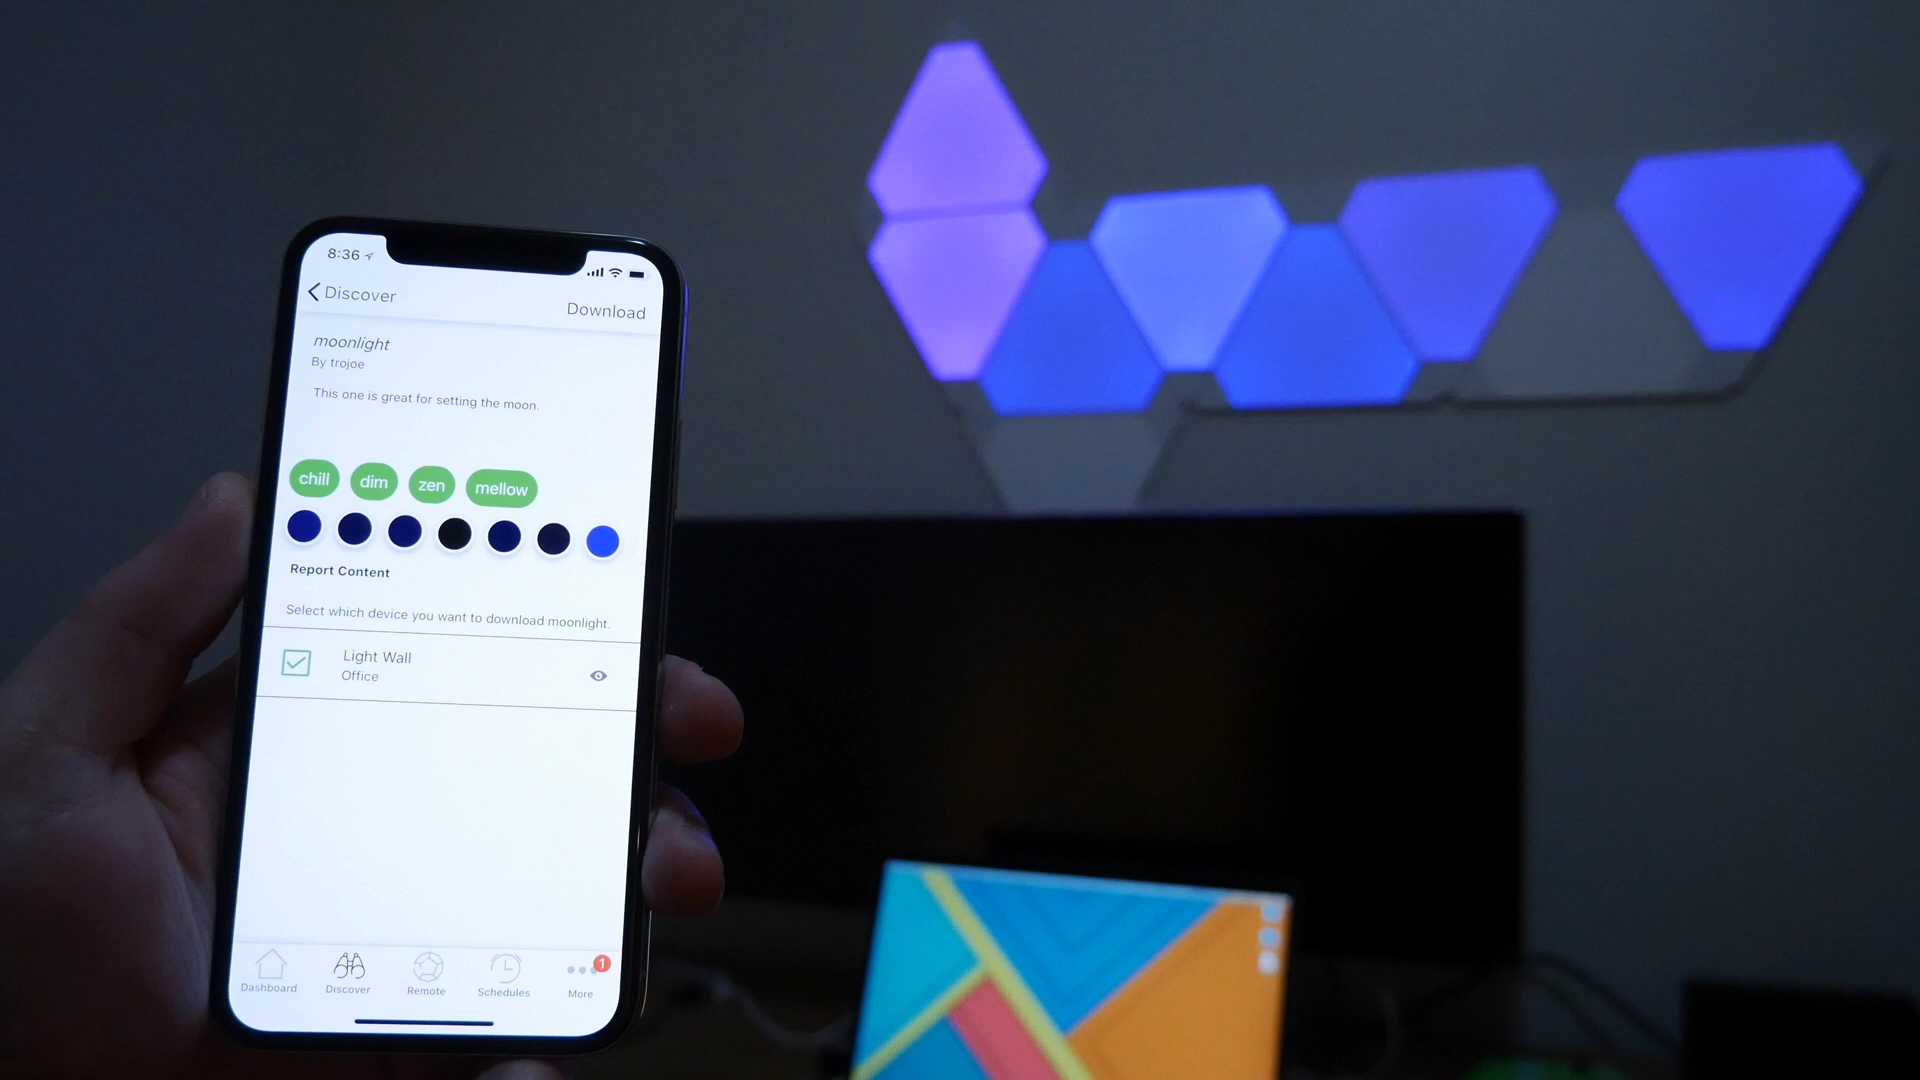 8:36
Discover
Download
moonlight
By trojoe
This one is great for setting the moon.
chill dim zen mellow
Report Content
Select which device you want to download moonlight.
Light Wall
Office
1
Dashboard Discover Remote Schedules More